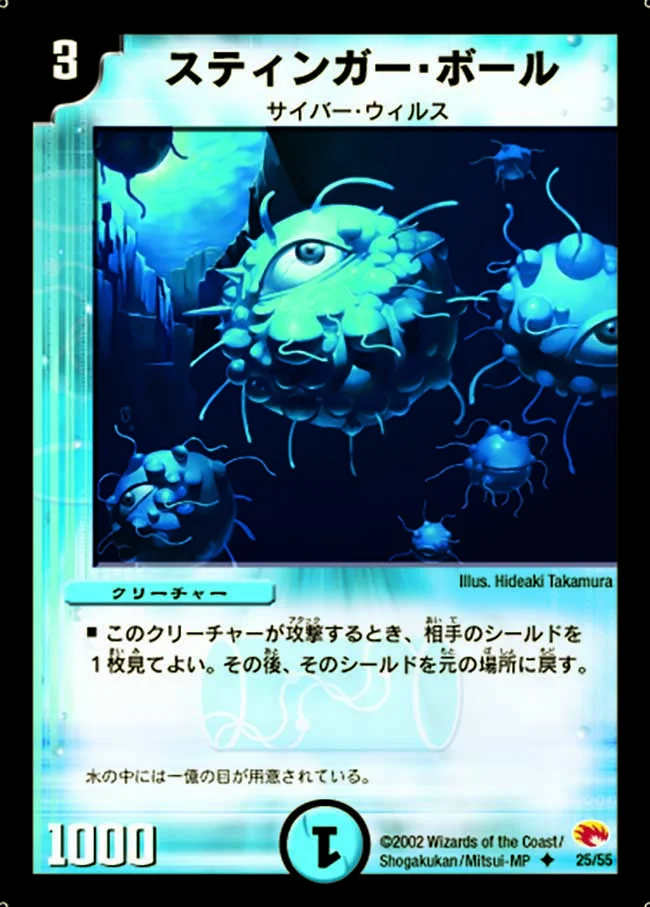 3
スティンガー・ボール
サイバー・ウィルス
Illus. Hideaki Takamura
クリーチャー
■ このクリーチャーが攻撃するとき、相手のシールドを
1枚見てよい。その後、そのシールドを元の場所に戻す。
水の中には一億の目が用意されている。
1000
1
©2002 Wizards of the Coast/
Shogakukan/Mitsui-MP
25/55